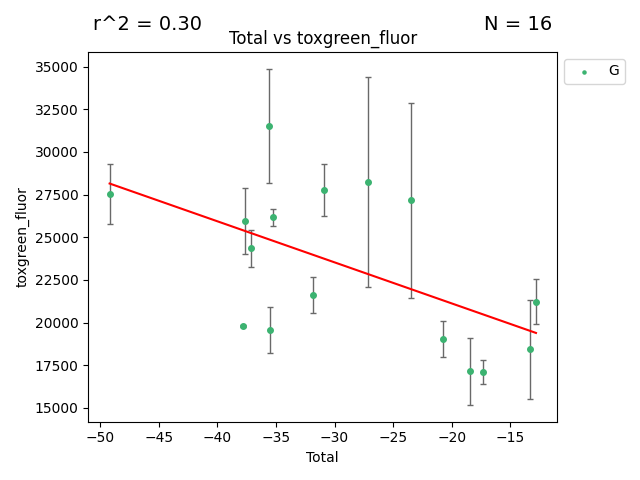 r^2 = 0.30
N = 16
Total vs toxgreen_fluor
G
toxgreen_fluor
35000
32500
30000
27500
25000
22500
20000
17500
15000
−50 −45 −40 −35 −30 −25 −20 −15
Total